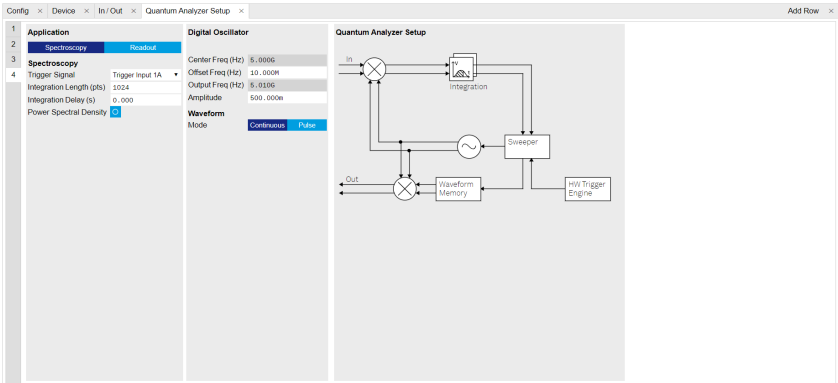 Config × Device × In / Out × Quantum Analyzer Setup × Add Row ×
1
2
3
4
Application
Spectroscopy Readout
Spectroscopy
Trigger Signal Trigger Input 1A ▼
Integration Length (pts) 1024
Integration Delay (s) 0.000
Power Spectral Density
Digital Oscillator
Center Freq (Hz) 5.000G
Offset Freq (Hz) 10.000M
Output Freq (Hz) 5.010G
Amplitude 500.000m
Waveform
Mode Continuous Pulse
Quantum Analyzer Setup
In
V
Integration
Sweeper
Out
Waveform
Memory
HW Trigger
Engine